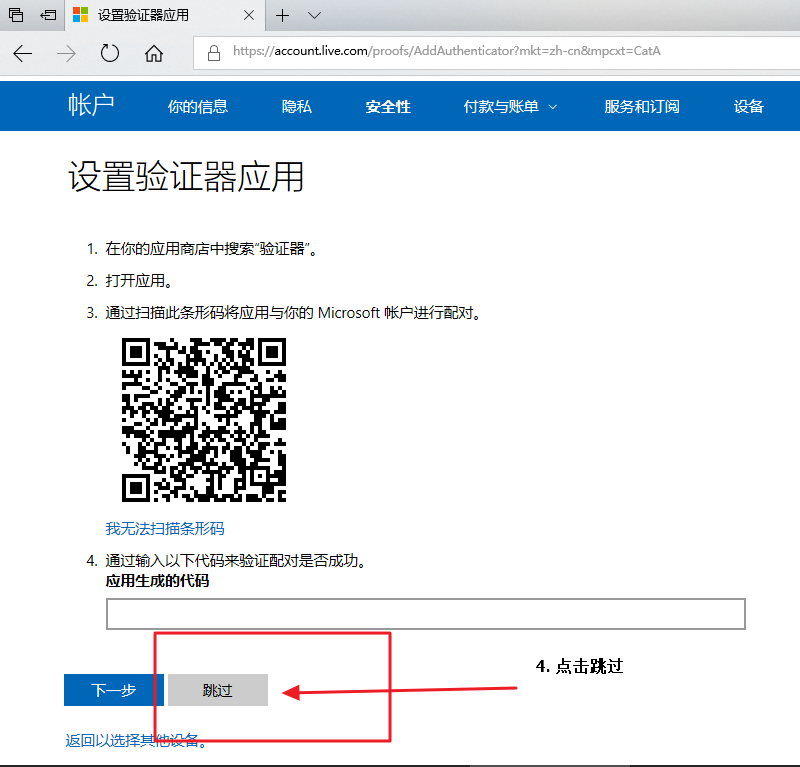 设置验证器应用
https://account.live.com/proofs/AddAuthenticator?mkt=zh-cn&mpcxt=CatA
帐户 你的信息 隐私 安全性 付款与账单 服务和订阅 设备
设置验证器应用
1. 在你的应用商店中搜索“验证器”。
2. 打开应用。
3. 通过扫描此条形码将应用与你的 Microsoft 帐户进行配对。
我无法扫描条形码
4. 通过输入以下代码来验证配对是否成功。
应用生成的代码
4. 点击跳过
下一步 跳过
返回以选择其他设备。